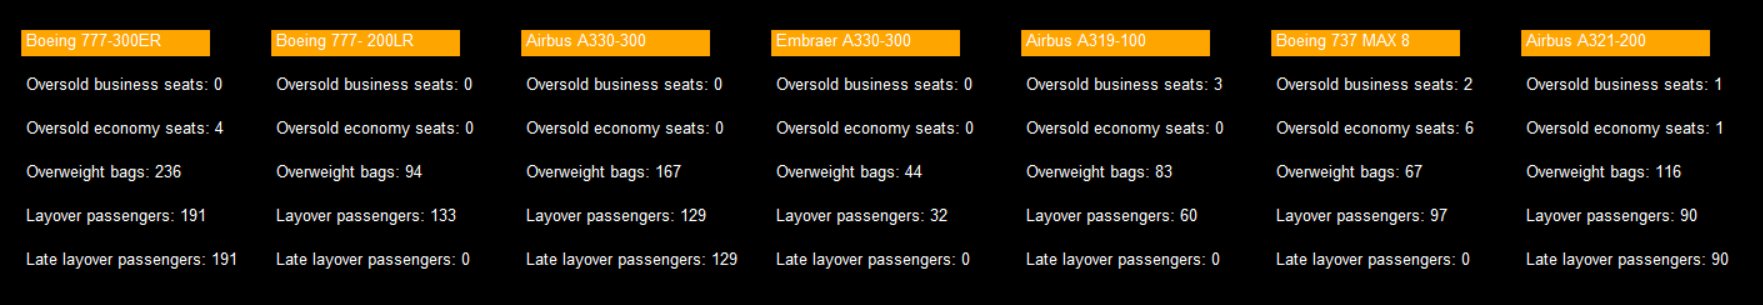 Boeing 777-300ER
Oversold business seats: 0
Oversold economy seats: 4
Overweight bags: 236
Layover passengers: 191
Late layover passengers: 191
Boeing 777- 200LR
Oversold business seats: 0
Oversold economy seats: 0
Overweight bags: 94
Layover passengers: 133
Late layover passengers: 0
Airbus A330-300
Oversold business seats: 0
Oversold economy seats: 0
Overweight bags: 167
Layover passengers: 129
Late layover passengers: 129
Embraer A330-300
Oversold business seats: 0
Oversold economy seats: 0
Overweight bags: 44
Layover passengers: 32
Late layover passengers: 0
Airbus A319-100
Oversold business seats: 3
Oversold economy seats: 0
Overweight bags: 83
Layover passengers: 60
Late layover passengers: 0
Boeing 737 MAX 8
Oversold business seats: 2
Oversold economy seats: 6
Overweight bags: 67
Layover passengers: 97
Late layover passengers: 0
Airbus A321-200
Oversold business seats: 1
Oversold economy seats: 1
Overweight bags: 116
Layover passengers: 90
Late layover passengers: 90